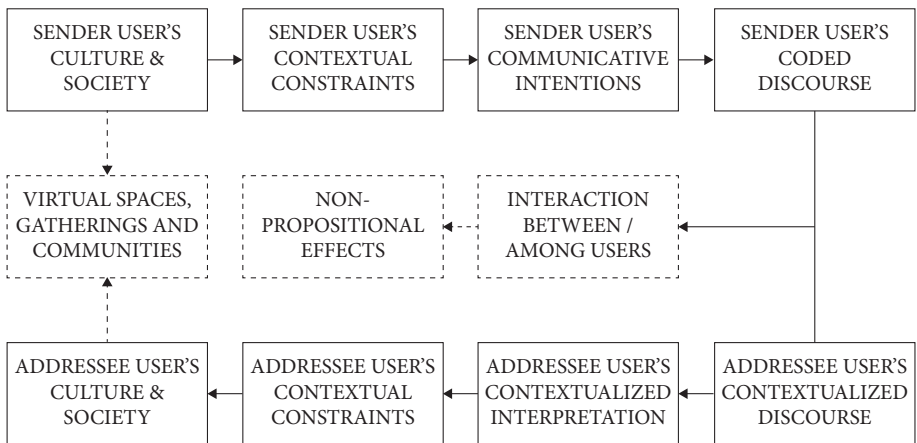 SENDER USER'S
CULTURE &
SOCIETY
SENDER USER'S
CONTEXTUAL
CONSTRAINTS
SENDER USER'S
COMMUNICATIVE
INTENTIONS
SENDER USER'S
CODED
DISCOURSE
VIRTUAL SPACES,
GATHERINGS AND
COMMUNITIES
NON-
PROPOSITIONAL
EFFECTS
INTERACTION
BETWEEN /
AMONG USERS
ADDRESSEE USER'S
CULTURE &
SOCIETY
ADDRESSEE USER'S
CONTEXTUAL
CONSTRAINTS
ADDRESSEE USER'S
CONTEXTUALIZED
INTERPRETATION
ADDRESSEE USER'S
CONTEXTUALIZED
DISCOURSE